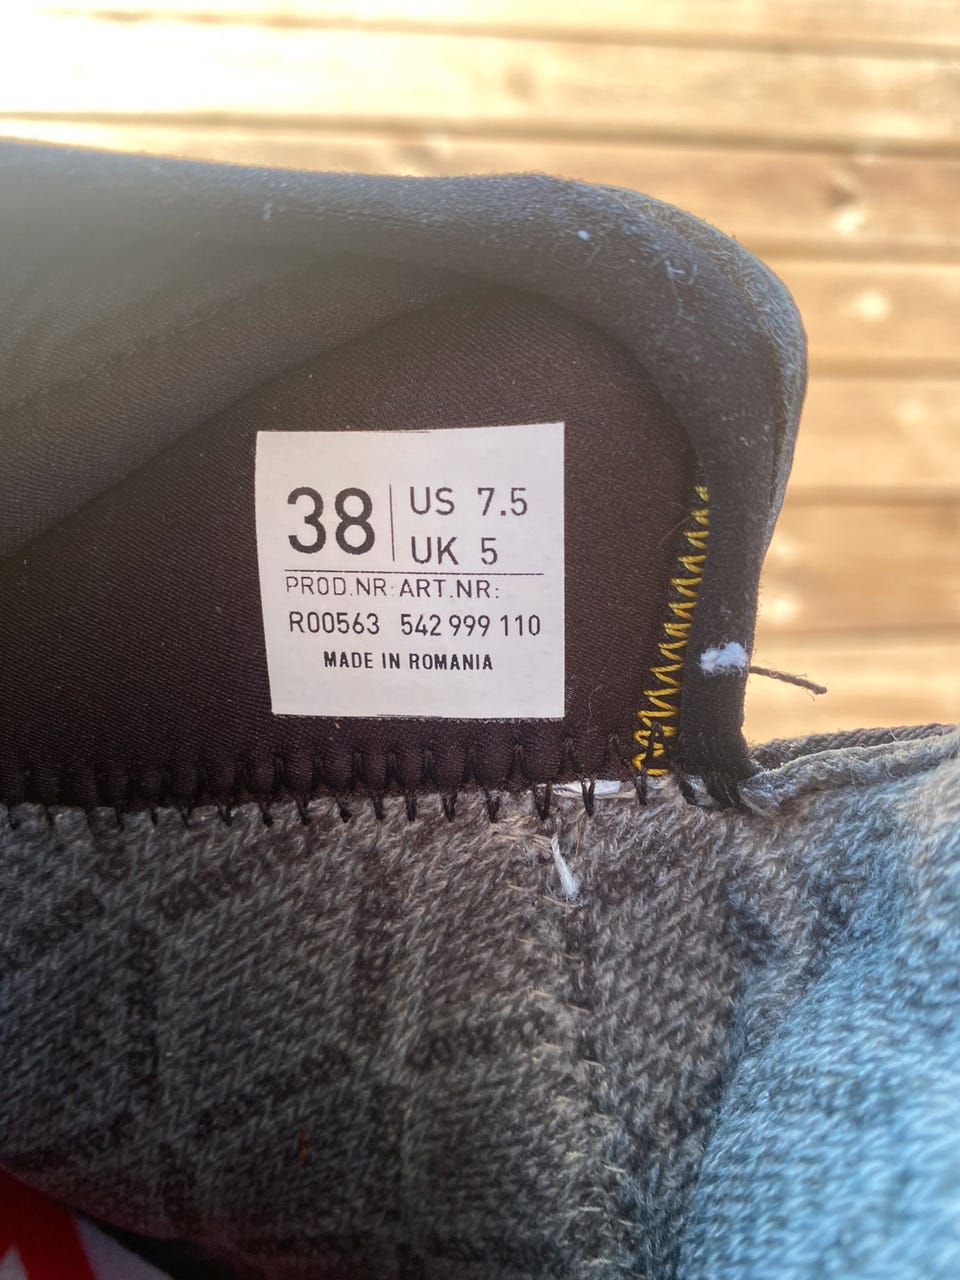 38 US 7.5
UK 5
PROD.NR: ART.NR:
R00563 542 999 110
MADE IN ROMANIA